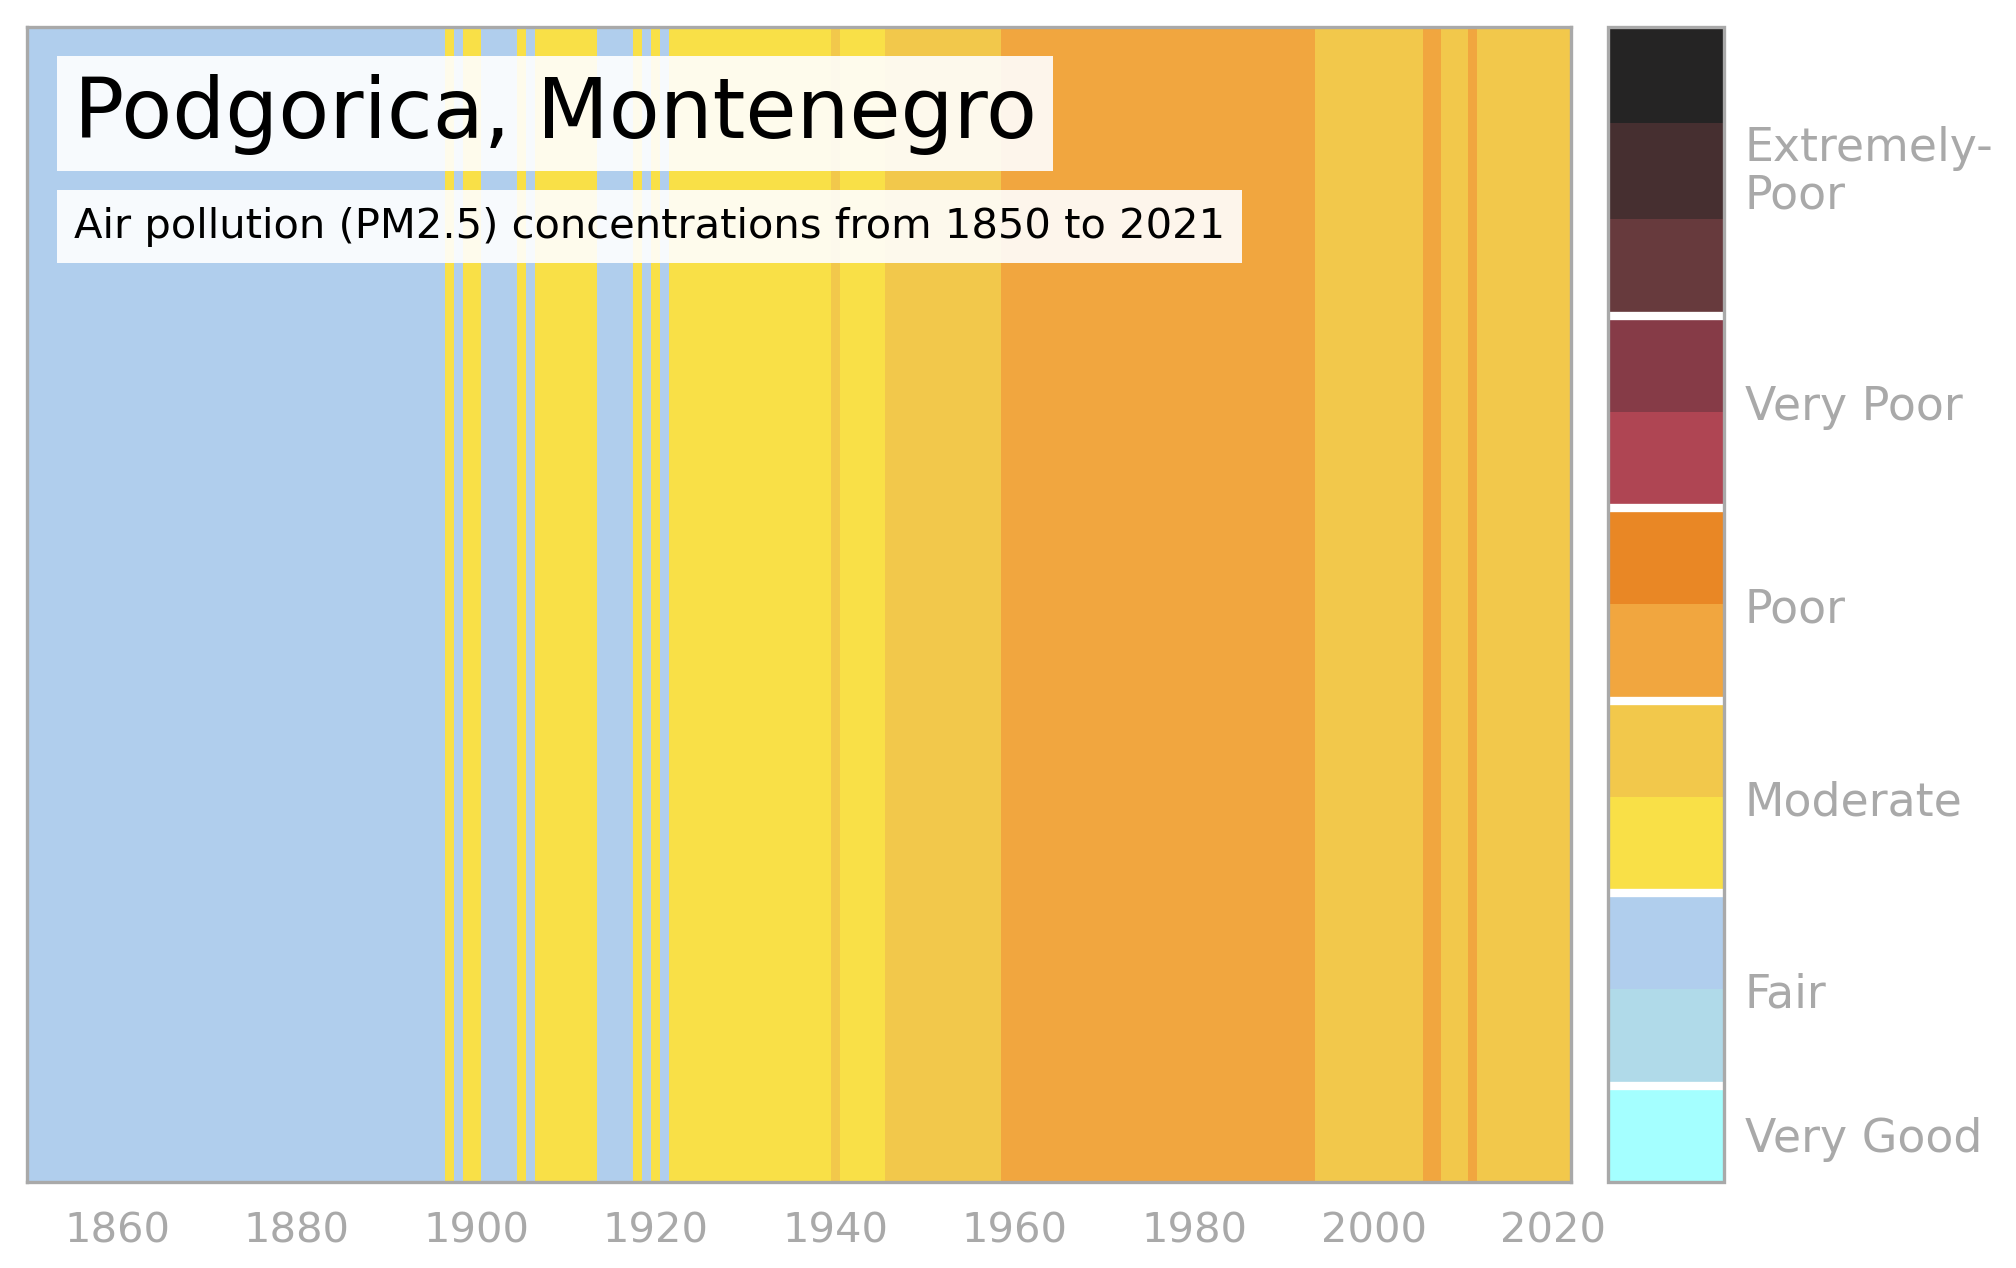 Podgorica, Montenegro
Air pollution (PM2.5) concentrations from 1850 to 2021
Extremely-
Poor
Very Poor
Poor
Moderate
Fair
Very Good
1860 1880 1900 1920 1940 1960 1980 2000 2020